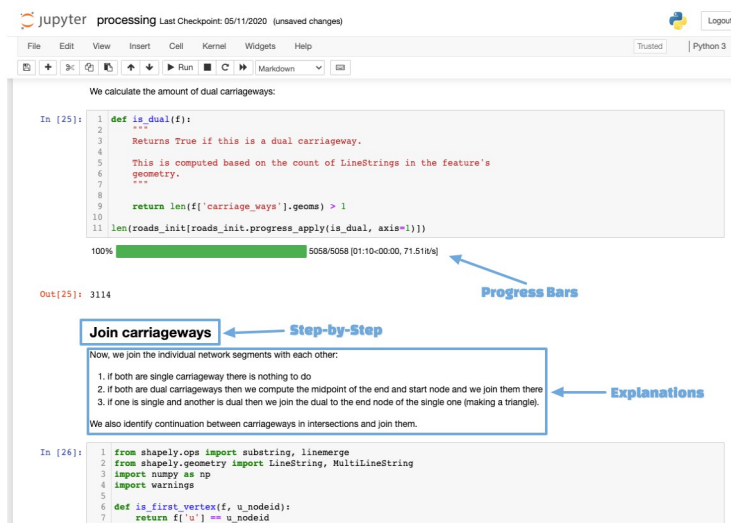 jupyter processing Last Checkpoint: 05/11/2020 (unsaved changes)
Logout
File Edit View Insert Cell Kernel Widgets Help
Trusted
Python 3
Run
Markdown
We calculate the amount of dual carriageways:
In [25]:
1 def is_dual(f):
2 """
3 Returns True if this is a dual carriageway.
4
5 This is computed based on the count of LineStrings in the feature's
6 geometry.
7 """
8
9 return len(f['carriage_ways'].geoms) > 1
10
11 len(roads_init[roads_init.progress_apply(is_dual, axis=1)])
100% 5058/5058 [01:10<00:00, 71.51it/s]
Progress Bars
Out[25]: 3114
Join carriageways
Step-by-Step
Now, we join the individual network segments with each other:
1. if both are single carriageway there is nothing to do
2. if both are dual carriageways then we compute the midpoint of the end and start node and we join them there
3. if one is single and another is dual then we join the dual to the end node of the single one (making a triangle).
Explanations
We also identify continuation between carriageways in intersections and join them.
In [26]:
1 from shapely.ops import substring, linemerge
2 from shapely.geometry import LineString, MultiLineString
3 import numpy as np
4 import warnings
5
6 def is_first_vertex(f, u_nodeid):
7 return f['u'] == u_nodeid